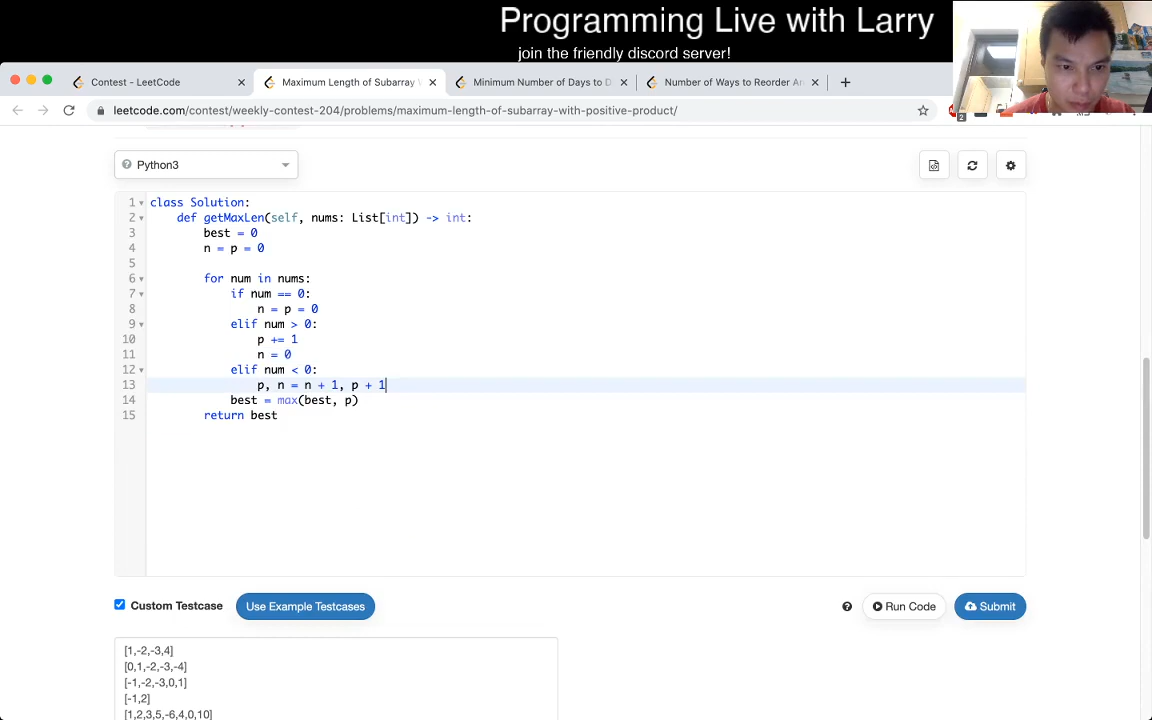 Programming Live with Larry
join the friendly discord server!
Contest - LeetCode
Maximum Length of Subarray
Minimum Number of Days to D
Number of Ways to Reorder Ar
leetcode.com/contest/weekly-contest-204/problems/maximum-length-of-subarray-with-positive-product/
2
Python3
1 class Solution:
2 def getMaxLen(self, nums: List[int]) -> int:
3 best = 0
4 n = p = 0
5
6 for num in nums:
7 if num == 0:
8 n = p = 0
9 elif num > 0:
10 p += 1
11 n = 0
12 elif num < 0:
13 p, n = n + 1, p + 1
14 best = max(best, p)
15 return best
Custom Testcase
Use Example Testcases
Run Code
Submit
[1,-2,-3,4]
[0,1,-2,-3,-4]
[-1,-2,-3,0,1]
[-1,2]
[1,2,3,5,-6,4,0,10]